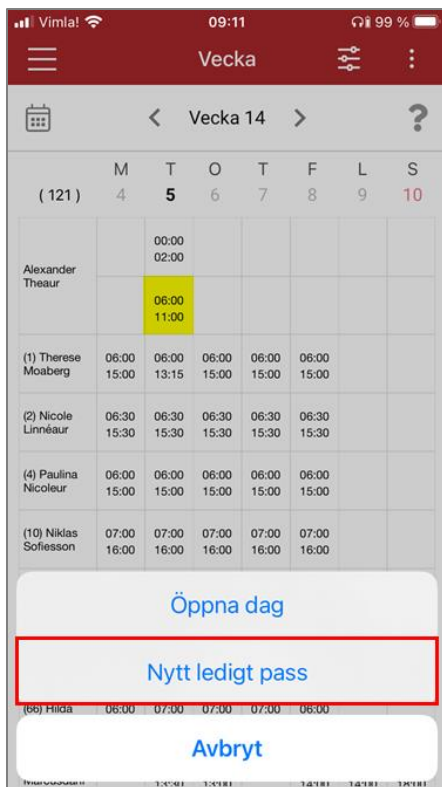 Vimla! 09:11 99 %
Vecka
Vecka 14 ?
M T O T F L S
( 121 ) 4 5 6 7 8 9 10
00:00
02:00
Alexander
Theaur
06:00
11:00
(1) Therese 06:00 06:00 06:00 06:00 06:00
Moaberg 15:00 13:15 15:00 15:00 15:00
(2) Nicole 06:30 06:30 06:30 06:30 06:30
Linnéaur 15:30 15:30 15:30 15:30 15:30
(4) Paulina 06:00 06:00 06:00 06:00 06:00
Nicoleur 15:00 15:00 15:00 15:00 15:00
(10) Niklas 07:00 07:00 07:00 07:00 07:00
Sofiesson 16:00 16:00 16:00 16:00 16:00
Öppna dag
Nytt ledigt pass
(66) Hilda 06:00 07:00 07:00 07:00 06:00
Avbryt